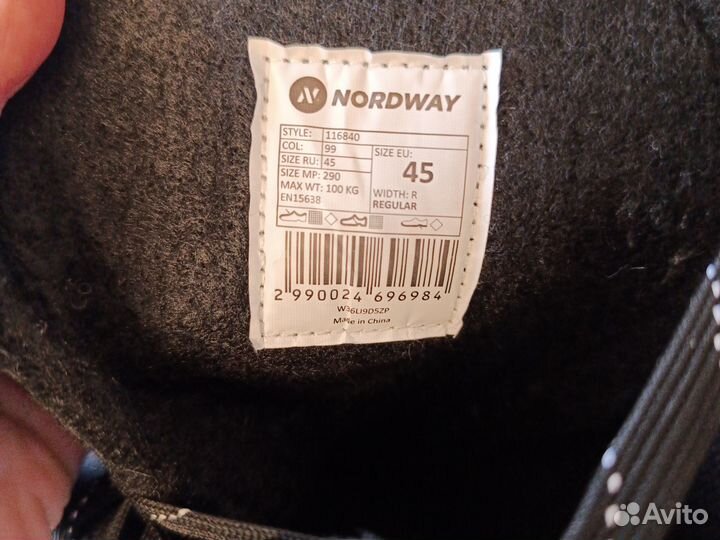 NORDWAY
STYLE: 116840
COL: 99
SIZE RU: 45
SIZE MP: 290
MAX WT: 100 KG
EN15638
SIZE EU:
45
WIDTH: R
REGULAR
2 990024 696984
Made in China
Avito